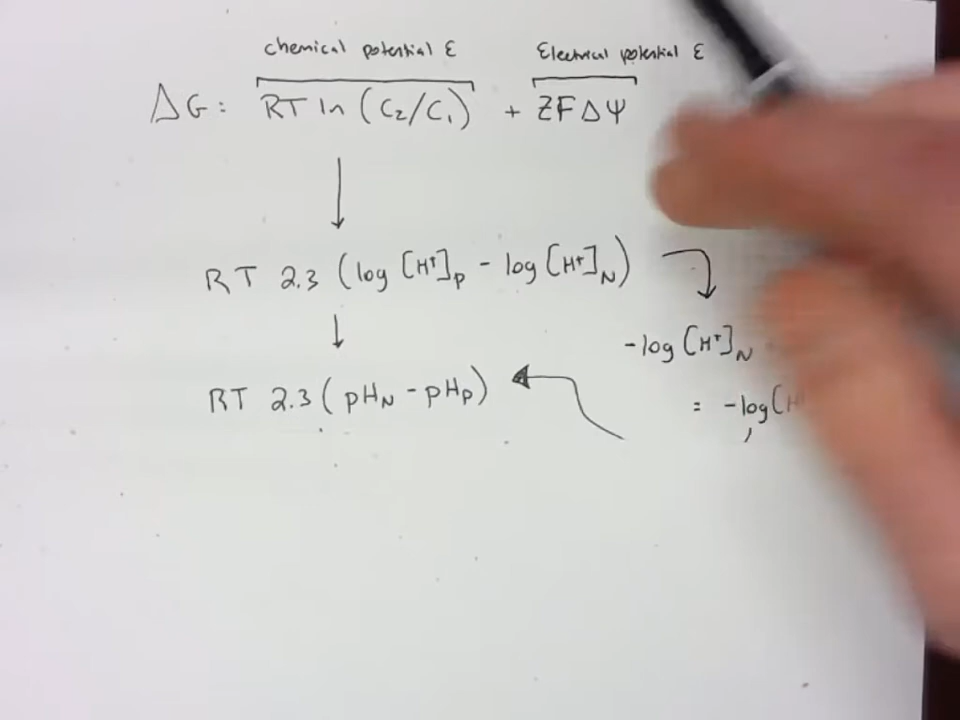 chemical potential E Electrical potential E
ΔG: RT ln (C₂/C₁) + ZFΔΨ
RT 2.3 (log [H⁺]ₚ - log [H⁺]ɴ)
-log [H⁺]ɴ
RT 2.3 (pHɴ - pHₚ)
= -log(H